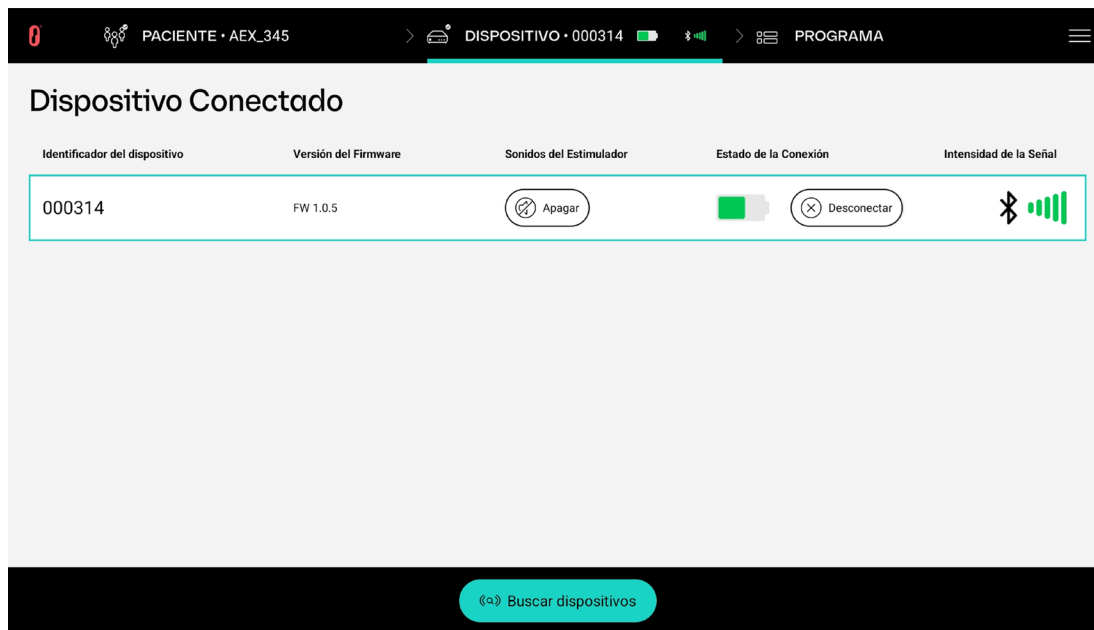 PACIENTE • AEX_345 DISPOSITIVO • 000314 PROGRAMA
Dispositivo Conectado
Identificador del dispositivo Versión del Firmware Sonidos del Estimulador Estado de la Conexión Intensidad de la Señal
000314 FW 1.0.5 Apagar Desconectar
Buscar dispositivos